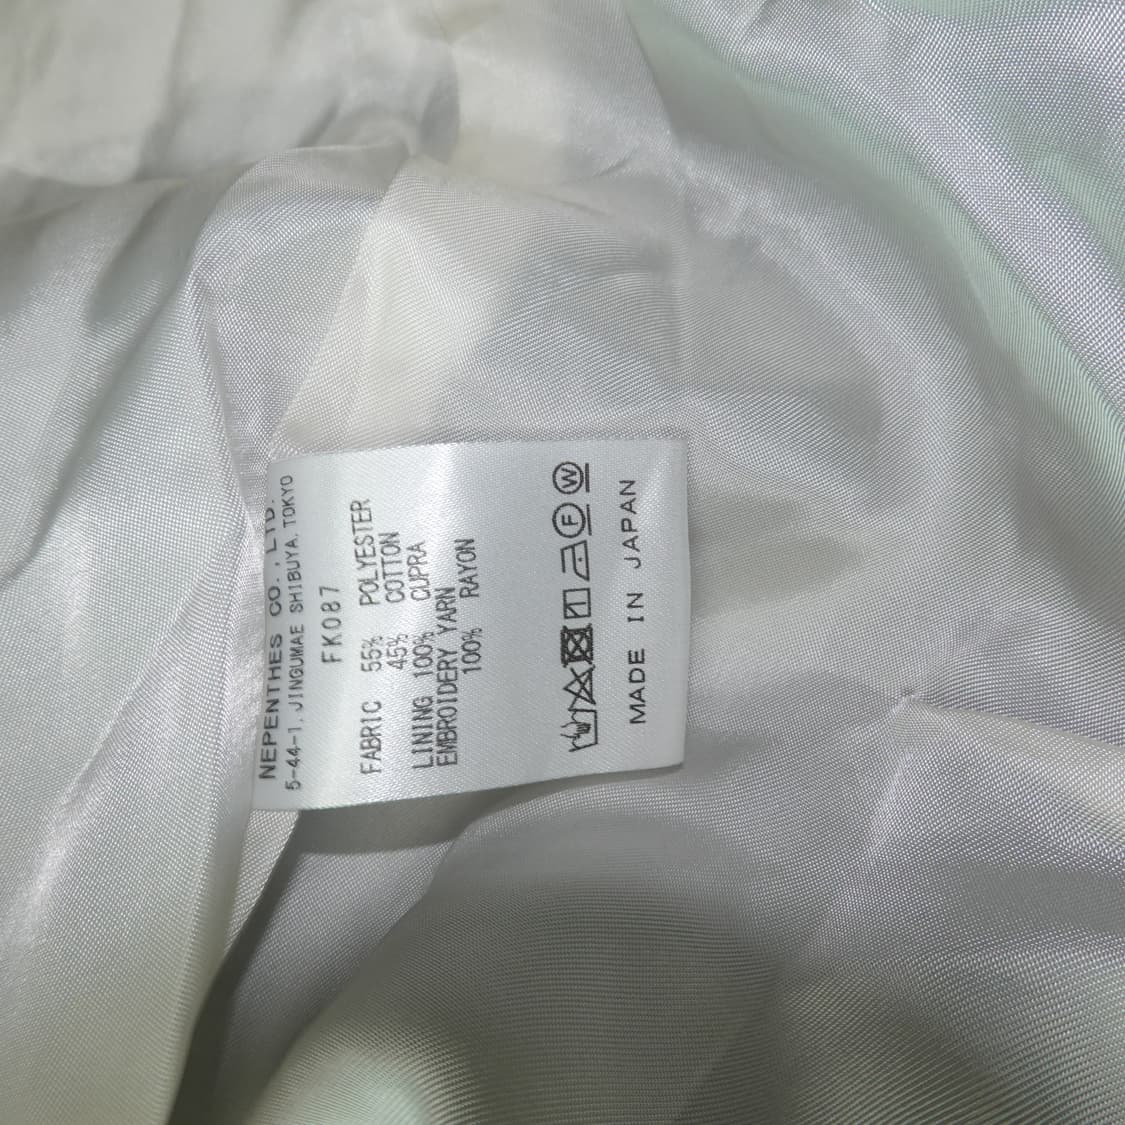 NEPENTHES CO., LTD.
5-44-1, JINGUMAE SHIBUYA, TOKYO
FK087
FABRIC 55% POLYESTER
45% COTTON
LINING 100% CUPRA
EMBROIDERY YARN
100% RAYON
F W
MADE IN JAPAN